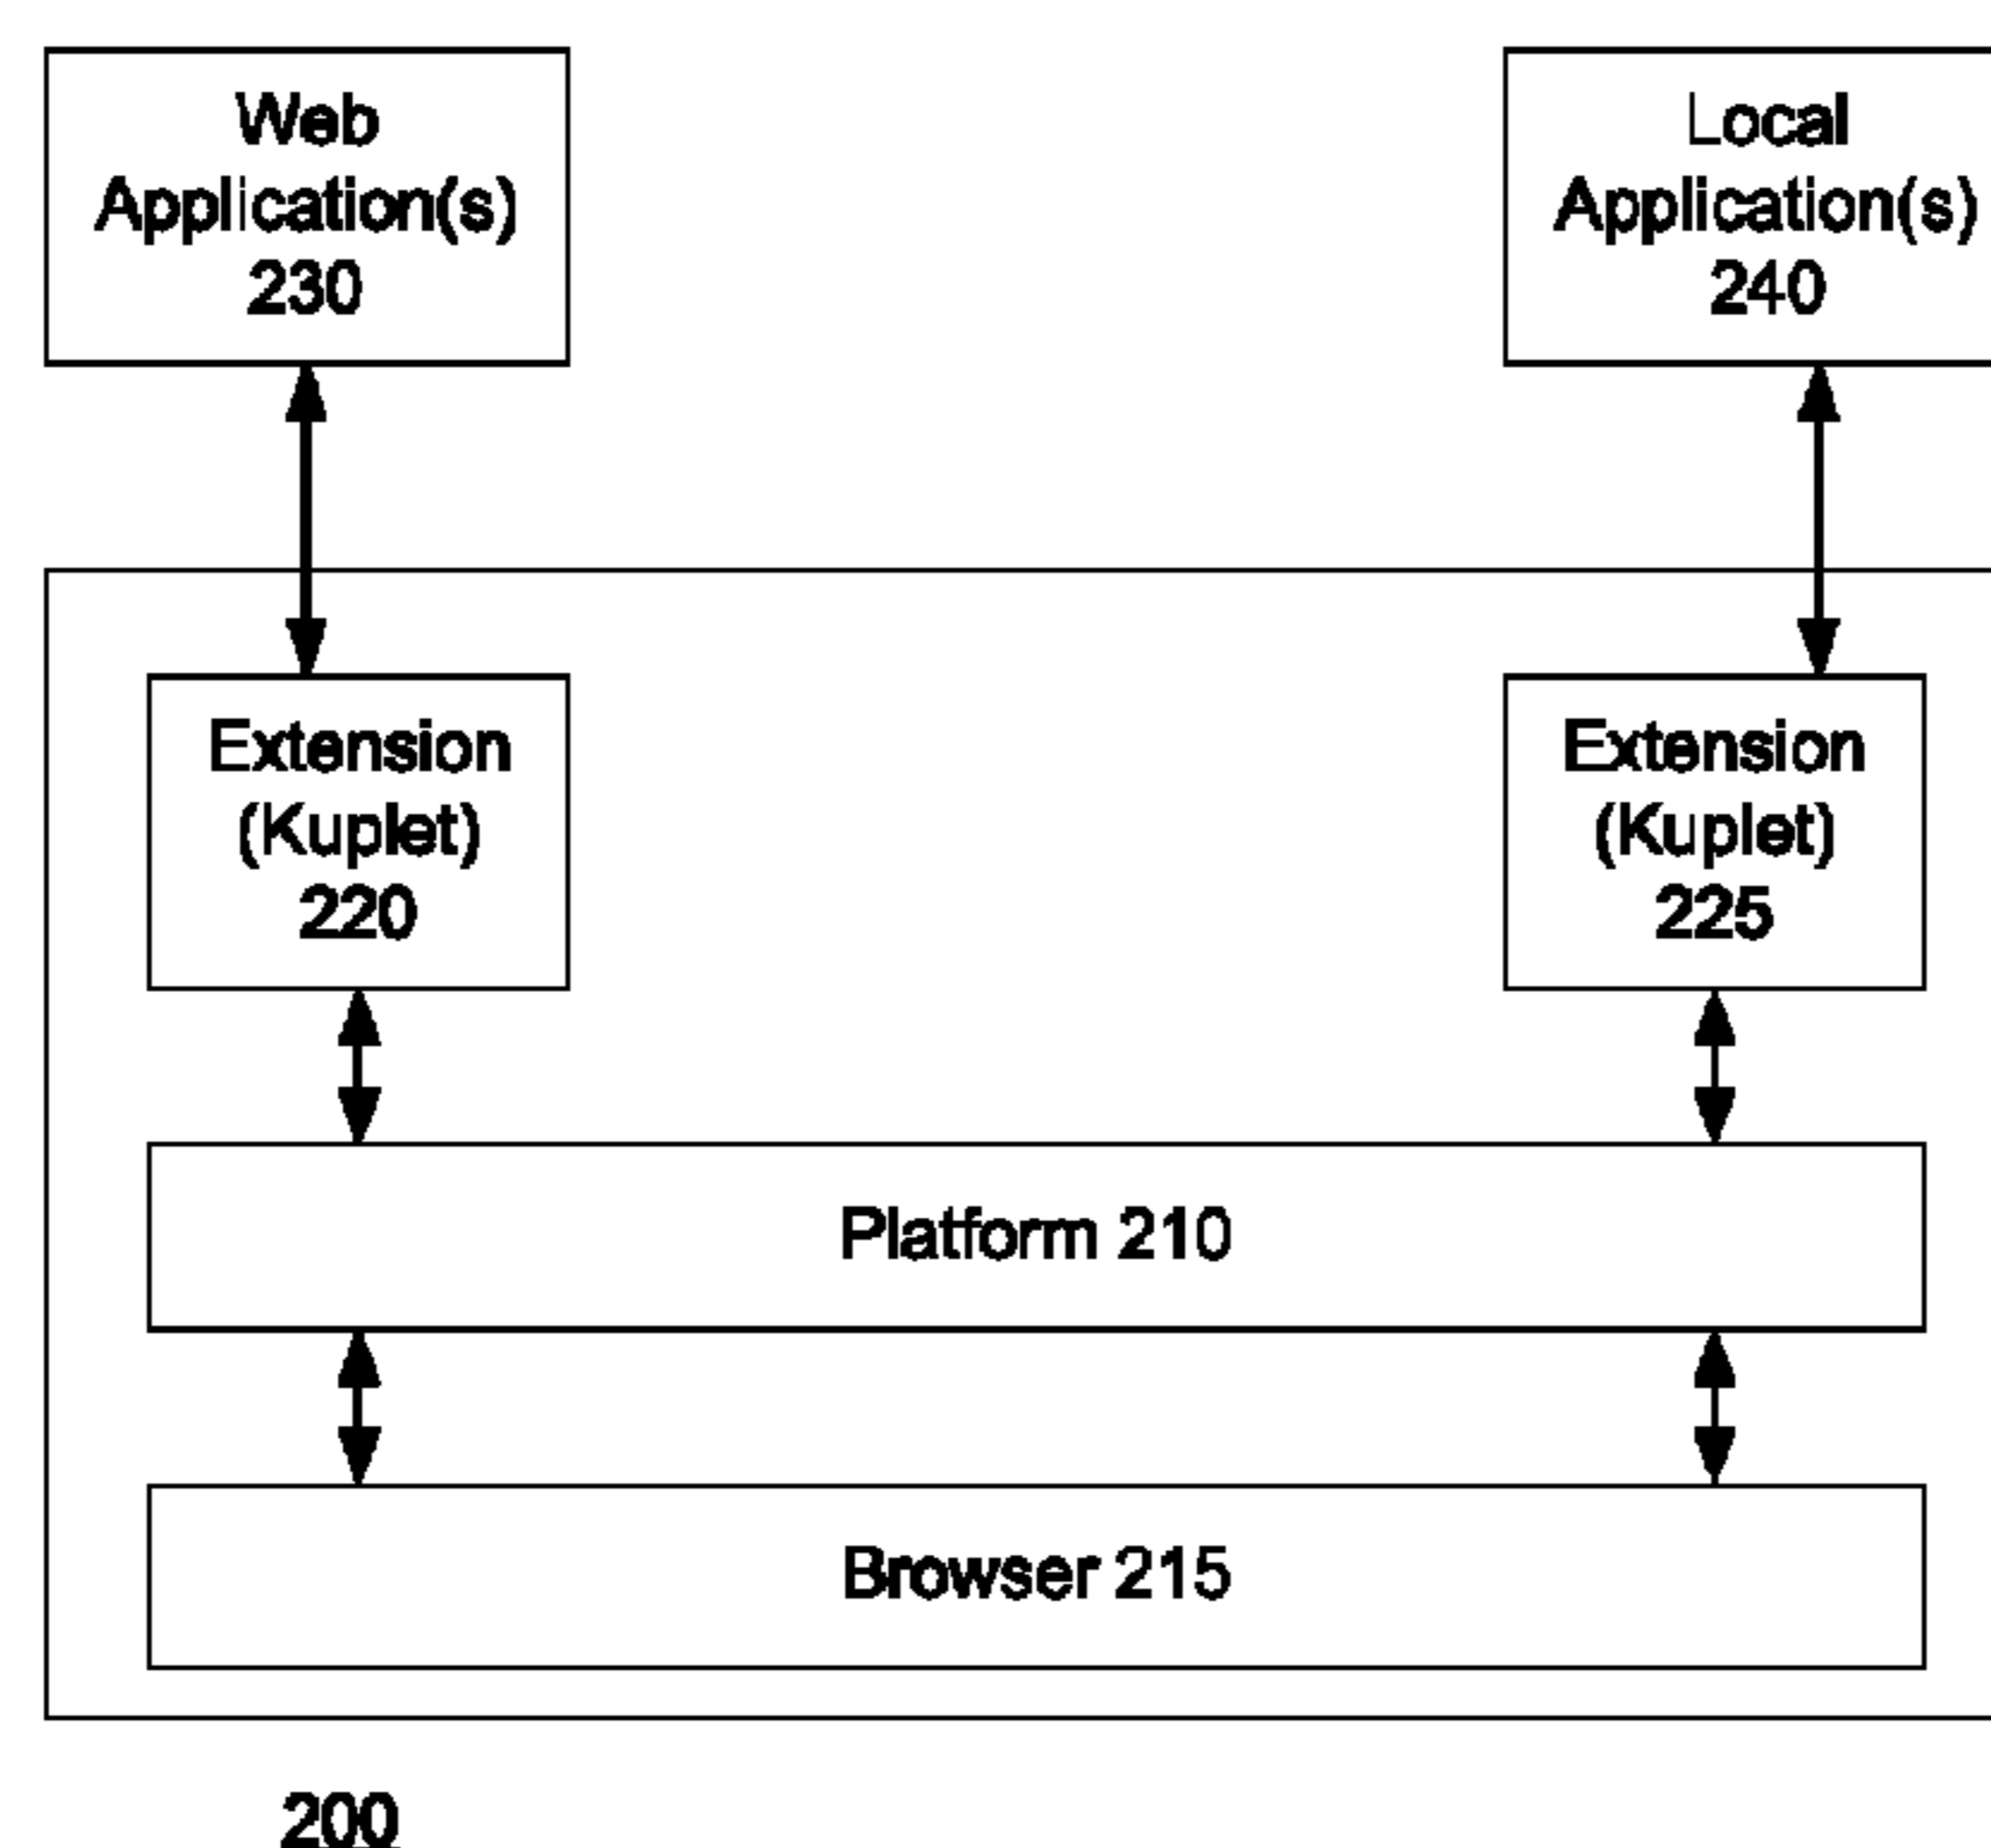 Web
Application(s)
230
Local
Application(s)
240
Extension
(Kuplet)
220
Extension
(Kuplet)
225
Platform 210
Browser 215
200